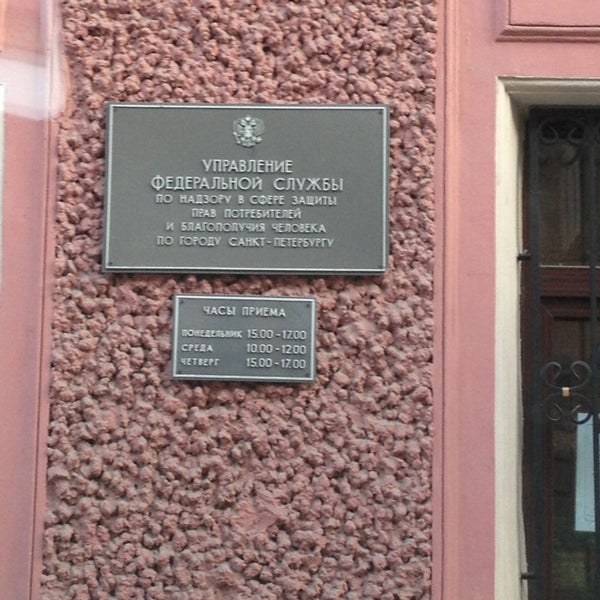 УПРАВЛЕНИЕ
ФЕДЕРАЛЬНОЙ СЛУЖБЫ
ПО НАДЗОРУ В СФЕРЕ ЗАЩИТЫ
ПРАВ ПОТРЕБИТЕЛЕЙ
И БЛАГОПОЛУЧИЯ ЧЕЛОВЕКА
ПО ГОРОДУ САНКТ-ПЕТЕРБУРГУ
ЧАСЫ ПРИЕМА
ПОНЕДЕЛЬНИК 15.00 - 17.00
СРЕДА 10.00 - 12.00
ЧЕТВЕРГ 15.00 - 17.00